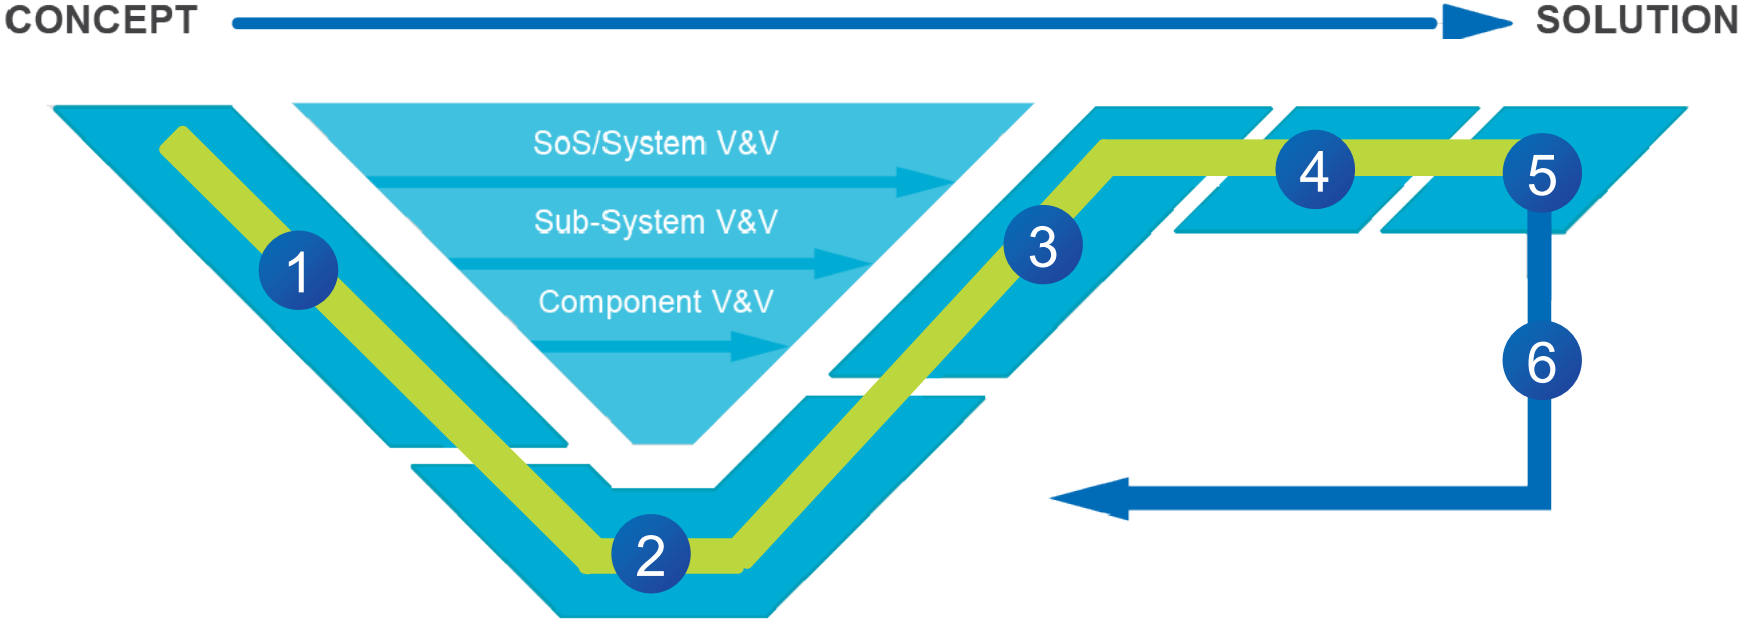 CONCEPT SOLUTION
SoS/System V&V
Sub-System V&V
Component V&V
1
2
3
4
5
6